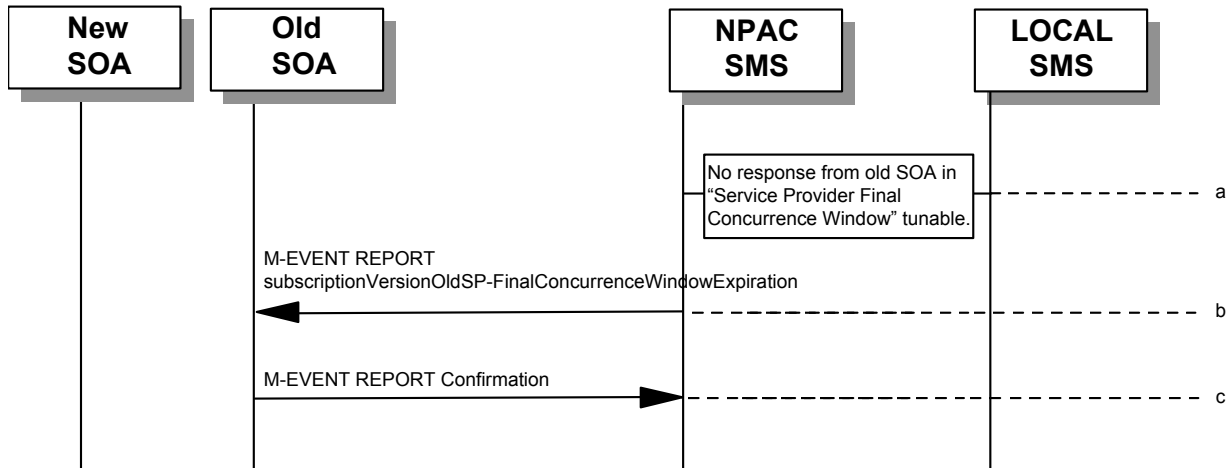 New
SOA
Old
SOA
NPAC
SMS
LOCAL
SMS
No response from old SOA in
“Service Provider Final
Concurrence Window” tunable.
a
M-EVENT REPORT
subscriptionVersionOldSP-FinalConcurrenceWindowExpiration
b
M-EVENT REPORT Confirmation
c